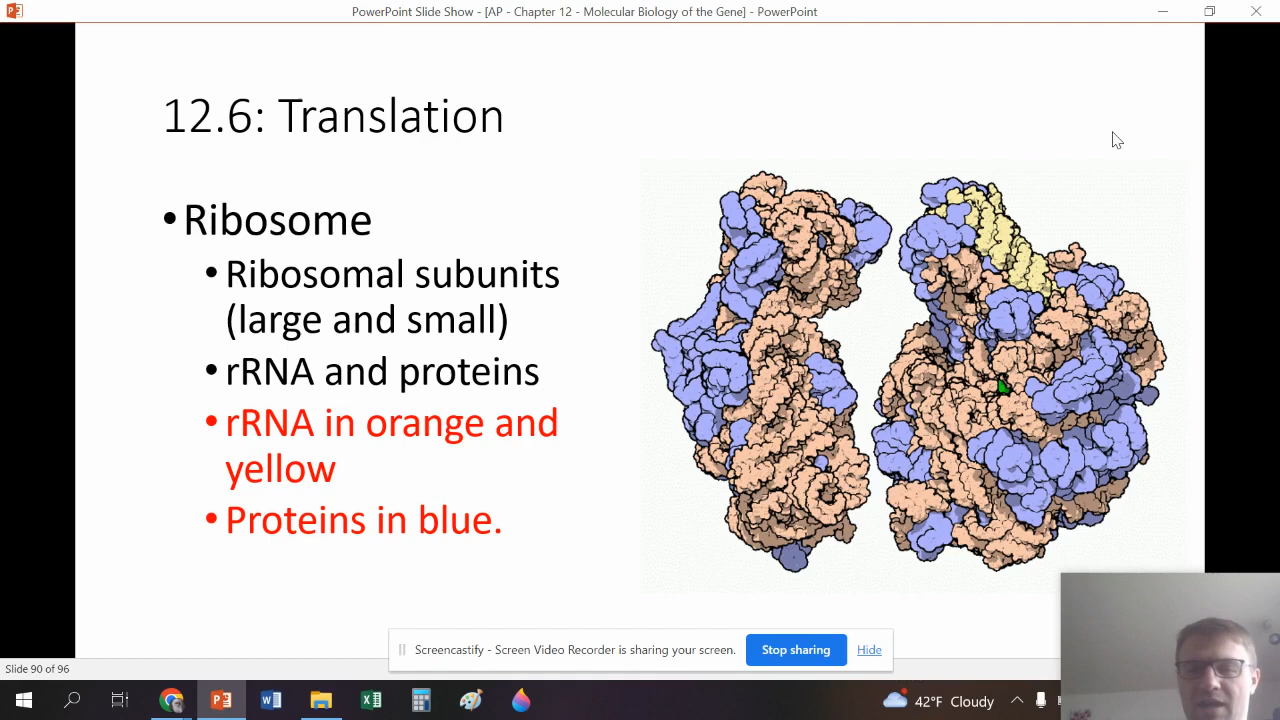 PowerPoint Slide Show - [AP - Chapter 12 - Molecular Biology of the Gene] - PowerPoint
12.6: Translation
•Ribosome
•Ribosomal subunits
(large and small)
•rRNA and proteins
•rRNA in orange and
yellow
•Proteins in blue.
Screencastify - Screen Video Recorder is sharing your screen.
Stop sharing
Hide
Slide 90 of 96
42°F Cloudy